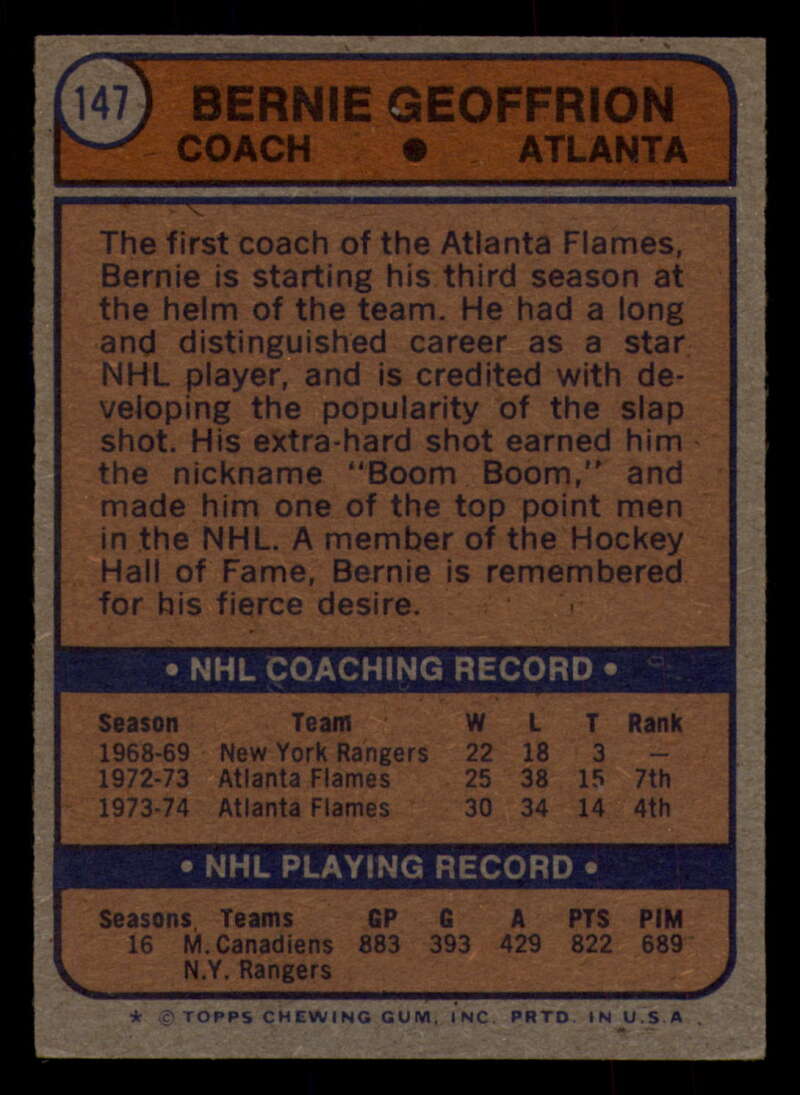 147
BERNIE GEOFFRION
COACH • ATLANTA
The first coach of the Atlanta Flames,
Bernie is starting his third season at
the helm of the team. He had a long
and distinguished career as a star
NHL player, and is credited with de-
veloping the popularity of the slap
shot. His extra-hard shot earned him
the nickname "Boom Boom," and
made him one of the top point men
in the NHL. A member of the Hockey
Hall of Fame, Bernie is remembered
for his fierce desire.
• NHL COACHING RECORD •
Season Team W L T Rank
1968-69 New York Rangers 22 18 3 —
1972-73 Atlanta Flames 25 38 15 7th
1973-74 Atlanta Flames 30 34 14 4th
• NHL PLAYING RECORD •
Seasons Teams GP G A PTS PIM
16 M. Canadiens 883 393 429 822 689
N.Y. Rangers
* © TOPPS CHEWING GUM, INC. PRTD. IN U.S.A.